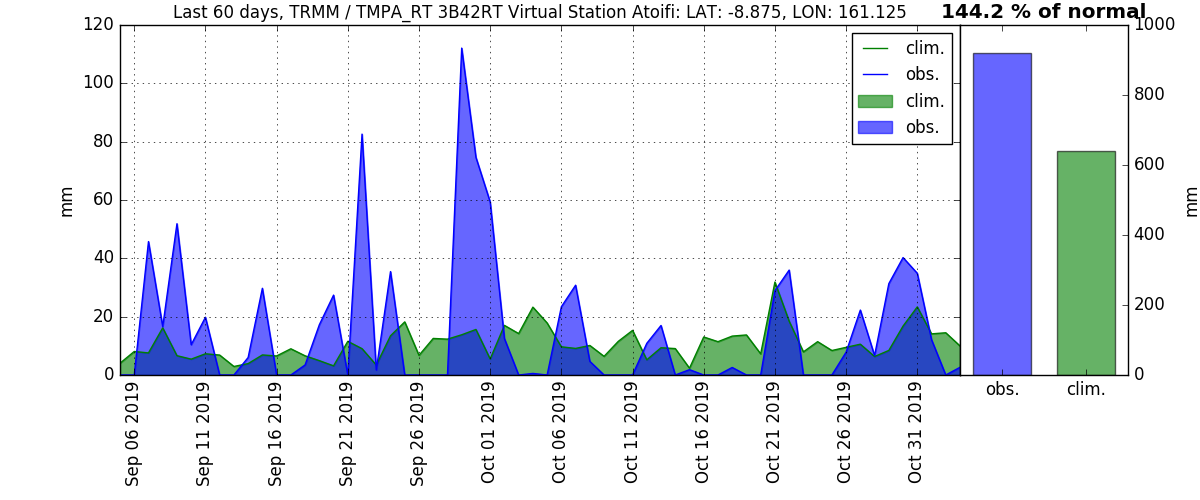 Last 60 days, TRMM / TMPA_RT 3B42RT Virtual Station Atoifi: LAT: -8.875, LON: 161.125
144.2 % of normal
120
100
80
60
40
20
0
mm
clim.
obs.
clim.
obs.
1000
800
600
400
200
0
mm
obs.
clim.
Sep 06 2019
Sep 11 2019
Sep 16 2019
Sep 21 2019
Sep 26 2019
Oct 01 2019
Oct 06 2019
Oct 11 2019
Oct 16 2019
Oct 21 2019
Oct 26 2019
Oct 31 2019